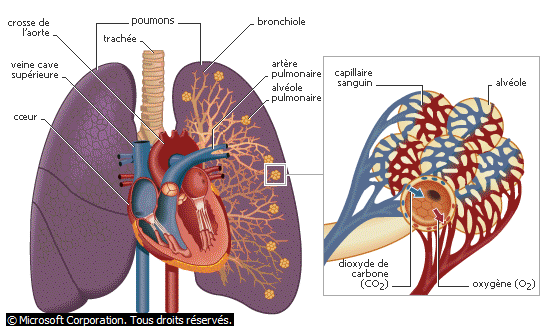 crosse de
l'aorte
poumons
trachée
bronchiole
veine cave
supérieure
cœur
artère
pulmonaire
alvéole
pulmonaire
capillaire
sanguin
alvéole
dioxyde de
carbone
(CO2)
oxygène (O2)
© Microsoft Corporation. Tous droits réservés.